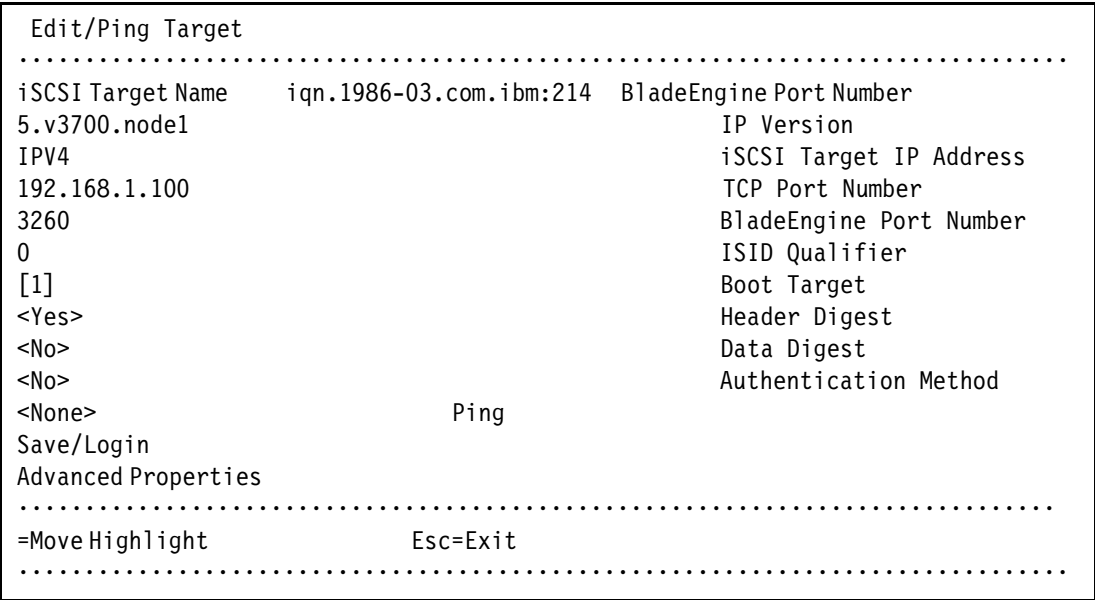 Edit/Ping Target
................................................................................
iSCSI Target Name iqn.1986-03.com.ibm:214 BladeEngine Port Number
5.v3700.node1 IP Version
IPV4 iSCSI Target IP Address
192.168.1.100 TCP Port Number
3260 BladeEngine Port Number
0 ISID Qualifier
[1] Boot Target
<Yes> Header Digest
<No> Data Digest
<No> Authentication Method
<None> Ping
Save/Login
Advanced Properties
...............................................................................
=Move Highlight Esc=Exit
................................................................................